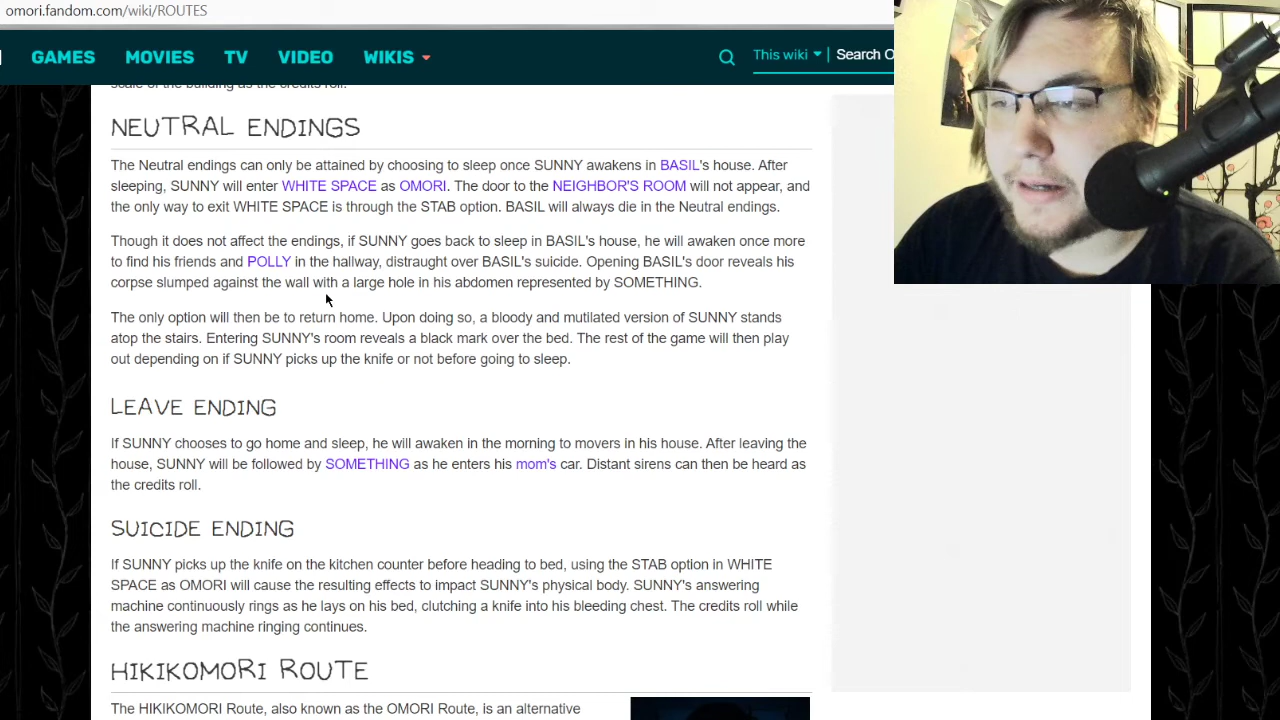 omori.fandom.com/wiki/ROUTES
GAMES MOVIES TV VIDEO WIKIS This wiki Search O
scale of the building as the credits roll.
NEUTRAL ENDINGS
The Neutral endings can only be attained by choosing to sleep once SUNNY awakens in BASIL's house. After
sleeping, SUNNY will enter WHITE SPACE as OMORI. The door to the NEIGHBOR'S ROOM will not appear, and
the only way to exit WHITE SPACE is through the STAB option. BASIL will always die in the Neutral endings.
Though it does not affect the endings, if SUNNY goes back to sleep in BASIL's house, he will awaken once more
to find his friends and POLLY in the hallway, distraught over BASIL's suicide. Opening BASIL's door reveals his
corpse slumped against the wall with a large hole in his abdomen represented by SOMETHING.
The only option will then be to return home. Upon doing so, a bloody and mutilated version of SUNNY stands
atop the stairs. Entering SUNNY's room reveals a black mark over the bed. The rest of the game will then play
out depending on if SUNNY picks up the knife or not before going to sleep.
LEAVE ENDING
If SUNNY chooses to go home and sleep, he will awaken in the morning to movers in his house. After leaving the
house, SUNNY will be followed by SOMETHING as he enters his mom's car. Distant sirens can then be heard as
the credits roll.
SUICIDE ENDING
If SUNNY picks up the knife on the kitchen counter before heading to bed, using the STAB option in WHITE
SPACE as OMORI will cause the resulting effects to impact SUNNY's physical body. SUNNY's answering
machine continuously rings as he lays on his bed, clutching a knife into his bleeding chest. The credits roll while
the answering machine ringing continues.
HIKIKOMORI ROUTE
The HIKIKOMORI Route, also known as the OMORI Route, is an alternative